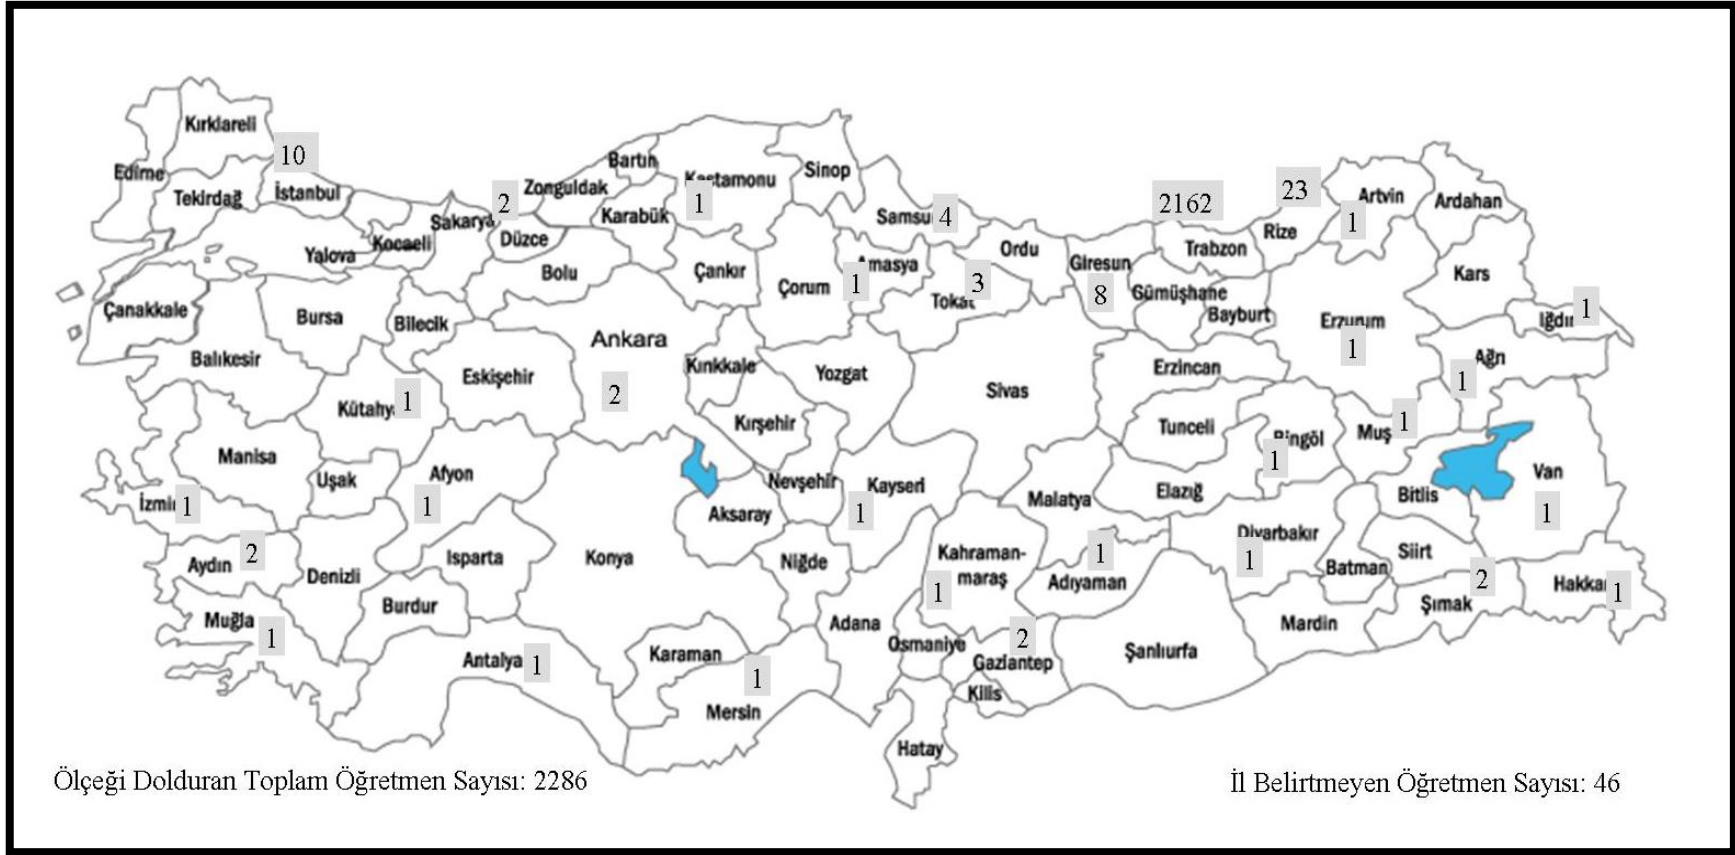 Kırklareli
10
Edirne
Tekirdağ
İstanbul
Bartın
Zonguldak
Kastamonu
1
Sinop
Karabük
2
Sakarya
Düzce
Kocaeli
Yalova
Bolu
Çankırı
Samsu
4
Ordu
Giresun
8
2162
Trabzon
23
Rize
Artvin
1
Ardahan
Kars
Amasya
1
Çorum
Tokat
3
Gümüşhane
Bayburt
Erzurum
1
Iğdır
1
Ağrı
1
Çanakkale
Bursa
Bilecik
Balıkesir
Kütahy
1
Eskişehir
Ankara
2
Kırıkkale
Yozgat
Kırşehir
Sivas
Erzincan
Tunceli
Bingöl
1
Muş
1
Manisa
Uşak
Afyon
1
İzmir
1
Aydın
2
Denizli
Isparta
Burdur
Muğla
1
Antalya
1
Konya
Aksaray
Nevşehir
Kayseri
1
Niğde
Karaman
1
Mersin
Adana
Malatya
Elazığ
Kahraman-
maraş
1
Adıyaman
1
Diyarbakır
1
Bitlis
Van
1
Siirt
Batman
Şırnak
2
Hakka
1
Mardin
Şanlıurfa
Osmaniye
Gaziantep
2
Kilis
Hatay
Ölçeği Dolduran Toplam Öğretmen Sayısı: 2286
İl Belirtmeyen Öğretmen Sayısı: 46